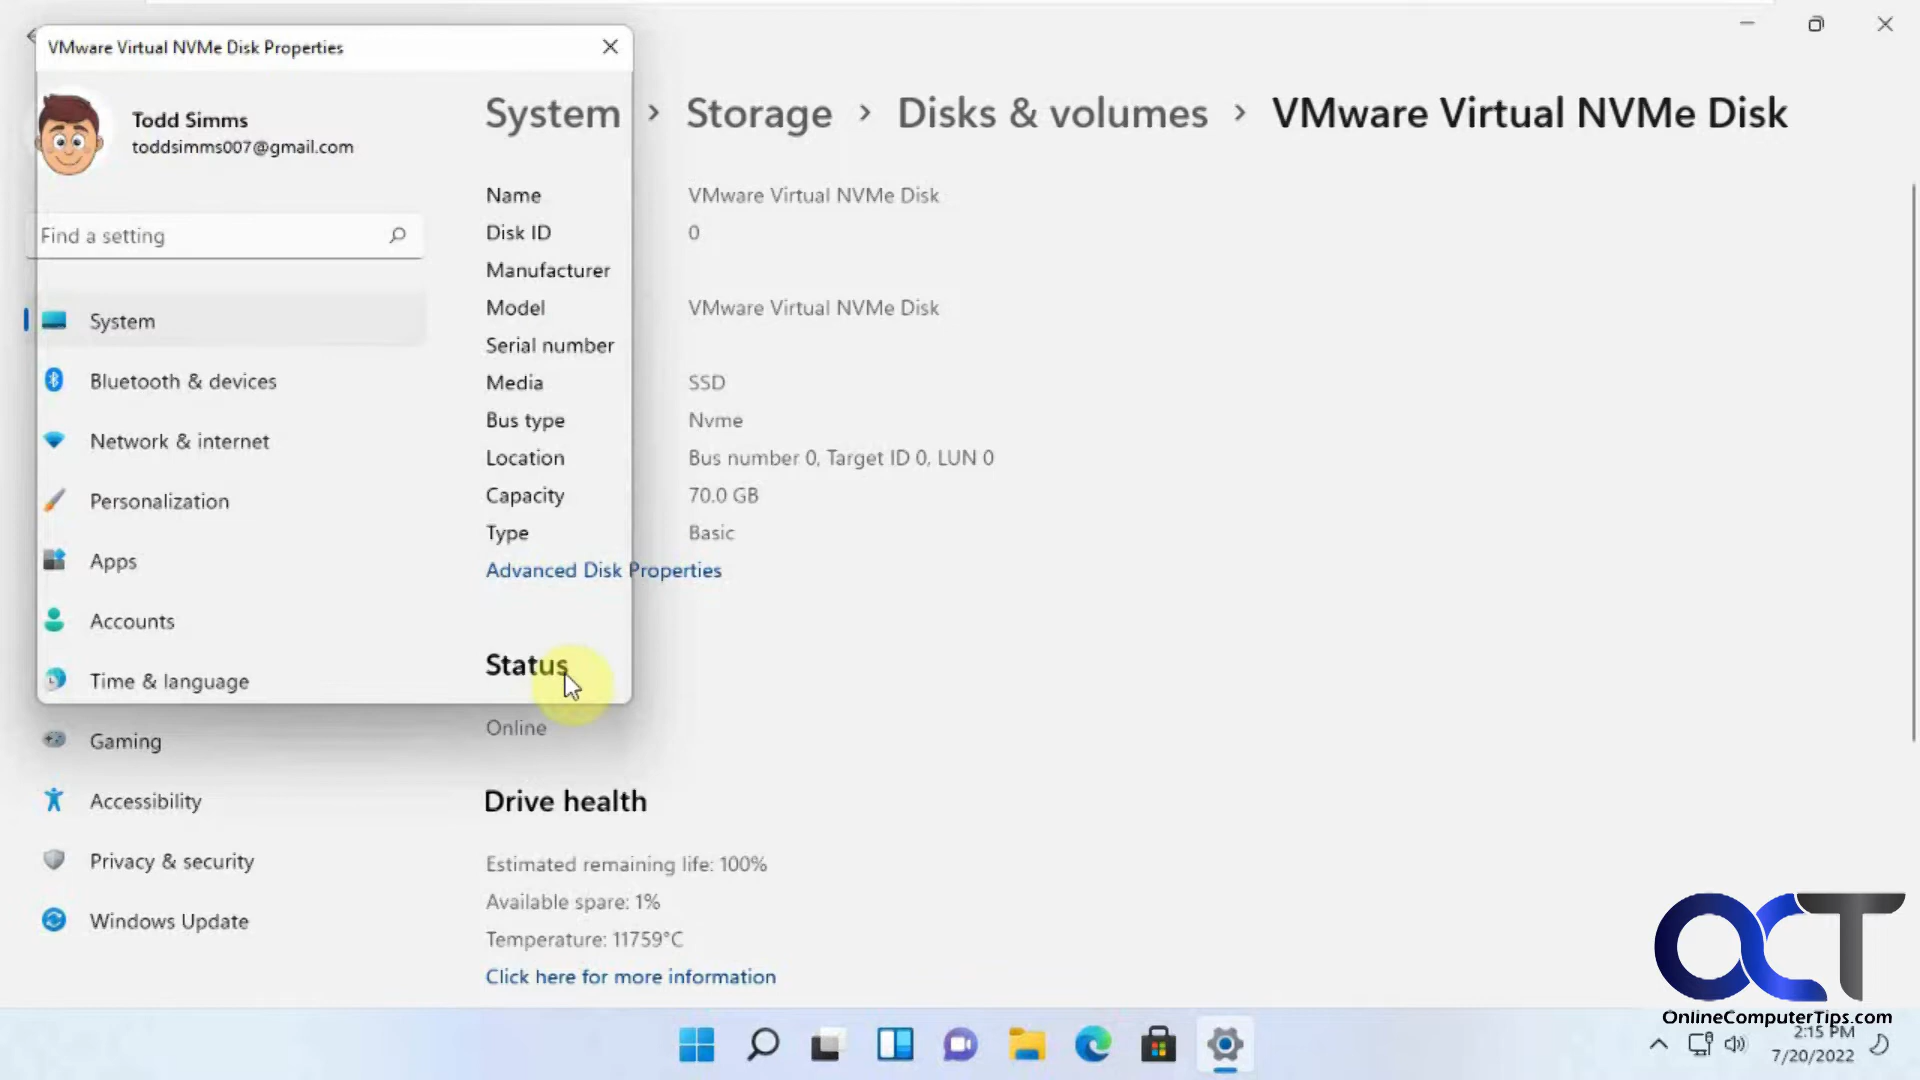 VMware Virtual NVMe Disk Properties
Todd Simms
toddsimms007@gmail.com
Find a setting
System
Bluetooth & devices
Network & internet
Personalization
Apps
Accounts
Time & language
Gaming
Accessibility
Privacy & security
Windows Update
System › Storage › Disks & volumes › VMware Virtual NVMe Disk
Name VMware Virtual NVMe Disk
Disk ID 0
Manufacturer
Model VMware Virtual NVMe Disk
Serial number
Media SSD
Bus type Nvme
Location Bus number 0, Target ID 0, LUN 0
Capacity 70.0 GB
Type Basic
Advanced Disk Properties
Status
Online
Drive health
Estimated remaining life: 100%
Available spare: 1%
Temperature: 11759°C
Click here for more information
OCT
OnlineComputerTips.com
2:15 PM
7/20/2022